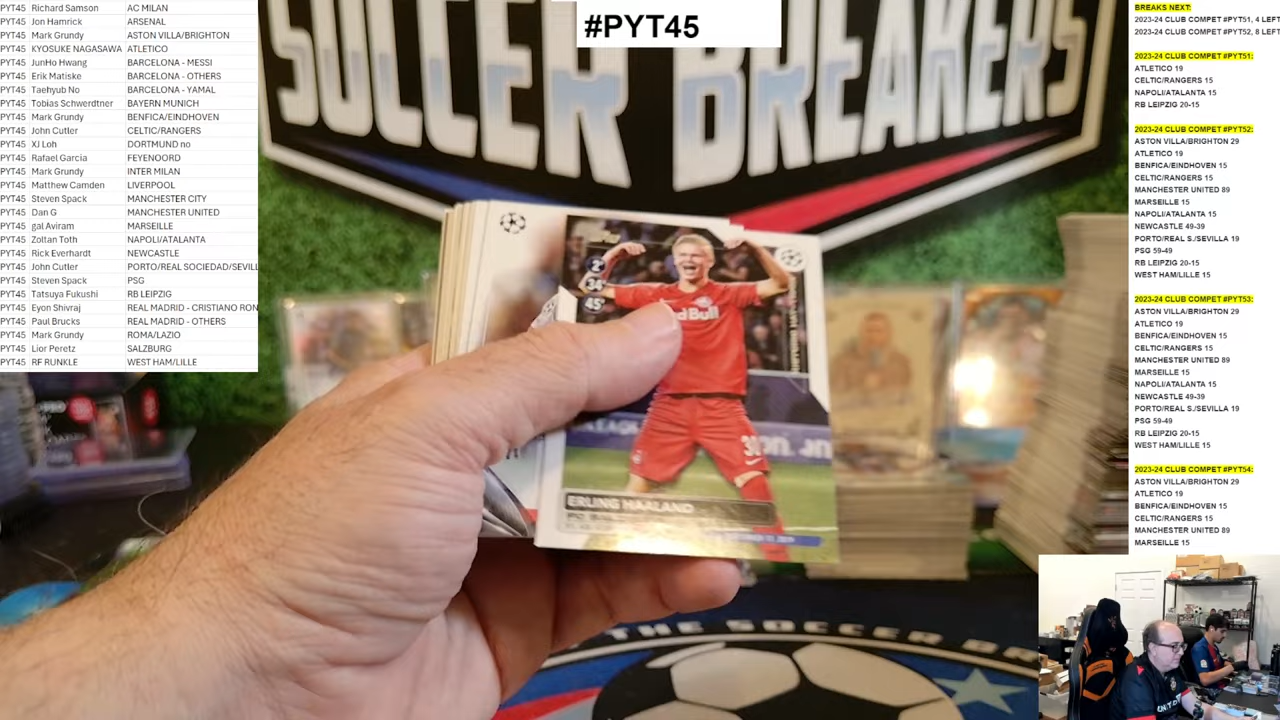 PYT45 Richard Samson AC MILAN
PYT45 Jon Hamrick ARSENAL
PYT45 Mark Grundy ASTON VILLA/BRIGHTON
PYT45 KYOSUKE NAGASAWA ATLETICO
PYT45 JunHo Hwang BARCELONA - MESSI
PYT45 Erik Matiske BARCELONA - OTHERS
PYT45 Taehyub No BARCELONA - YAMAL
PYT45 Tobias Schwerdtner BAYERN MUNICH
PYT45 Mark Grundy BENFICA/EINDHOVEN
PYT45 John Cutler CELTIC/RANGERS
PYT45 XJ Loh DORTMUND no
PYT45 Rafael Garcia FEYENOORD
PYT45 Mark Grundy INTER MILAN
PYT45 Matthew Camden LIVERPOOL
PYT45 Steven Spack MANCHESTER CITY
PYT45 Dan G MANCHESTER UNITED
PYT45 gal Aviram MARSEILLE
PYT45 Zoltan Toth NAPOLI/ATALANTA
PYT45 Rick Everhardt NEWCASTLE
PYT45 John Cutler PORTO/REAL SOCIEDAD/SEVILL
PYT45 Steven Spack PSG
PYT45 Tatsuya Fukushi RB LEIPZIG
PYT45 Eyon Shivraj REAL MADRID - CRISTIANO RON
PYT45 Paul Brucks REAL MADRID - OTHERS
PYT45 Mark Grundy ROMA/LAZIO
PYT45 Lior Peretz SALZBURG
PYT45 RF RUNKLE WEST HAM/LILLE
#PYT45
SOCCER BREAKERS
2'
34'
45'
Red Bull
ERLING HAALAND
THE SOCCER BR
BREAKS NEXT:
2023-24 CLUB COMPET #PYT51, 4 LEFT
2023-24 CLUB COMPET #PYT52, 8 LEFT
2023-24 CLUB COMPET #PYT51:
ATLETICO 19
CELTIC/RANGERS 15
NAPOLI/ATALANTA 15
RB LEIPZIG 20-15
2023-24 CLUB COMPET #PYT52:
ASTON VILLA/BRIGHTON 29
ATLETICO 19
BENFICA/EINDHOVEN 15
CELTIC/RANGERS 15
MANCHESTER UNITED 89
MARSEILLE 15
NAPOLI/ATALANTA 15
NEWCASTLE 49-39
PORTO/REAL S./SEVILLA 19
PSG 59-49
RB LEIPZIG 20-15
WEST HAM/LILLE 15
2023-24 CLUB COMPET #PYT53:
ASTON VILLA/BRIGHTON 29
ATLETICO 19
BENFICA/EINDHOVEN 15
CELTIC/RANGERS 15
MANCHESTER UNITED 89
MARSEILLE 15
NAPOLI/ATALANTA 15
NEWCASTLE 49-39
PORTO/REAL S./SEVILLA 19
PSG 59-49
RB LEIPZIG 20-15
WEST HAM/LILLE 15
2023-24 CLUB COMPET #PYT54:
ASTON VILLA/BRIGHTON 29
ATLETICO 19
BENFICA/EINDHOVEN 15
CELTIC/RANGERS 15
MANCHESTER UNITED 89
MARSEILLE 15